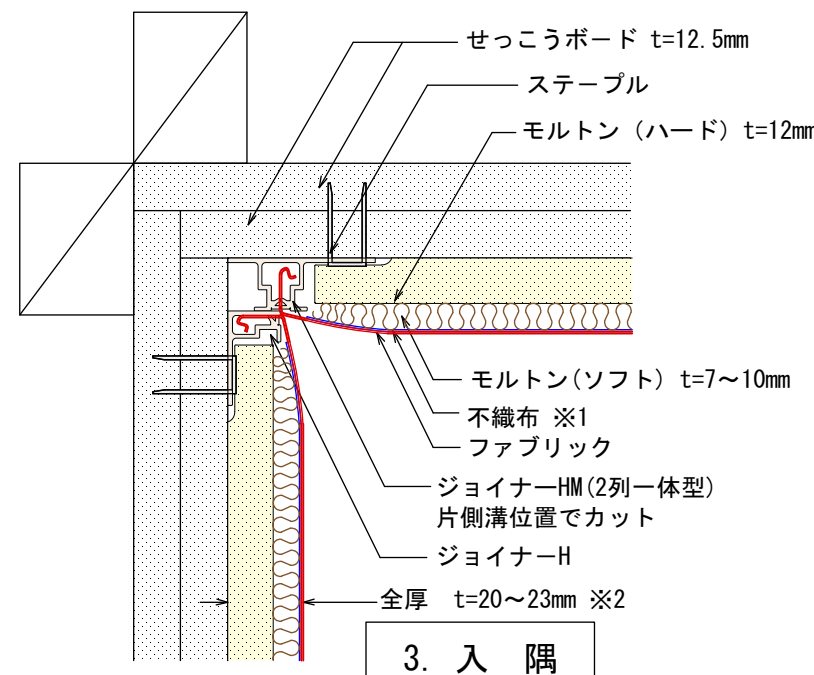 せっこうボード t=12.5mm
ステープル
モルトン（ハード）t=12mm
モルトン(ソフト) t=7～10mm
不織布 ※1
ファブリック
ジョイナーHM(2列一体型)
片側溝位置でカット
ジョイナーH
全厚 t=20～23mm ※2
3. 入 隅